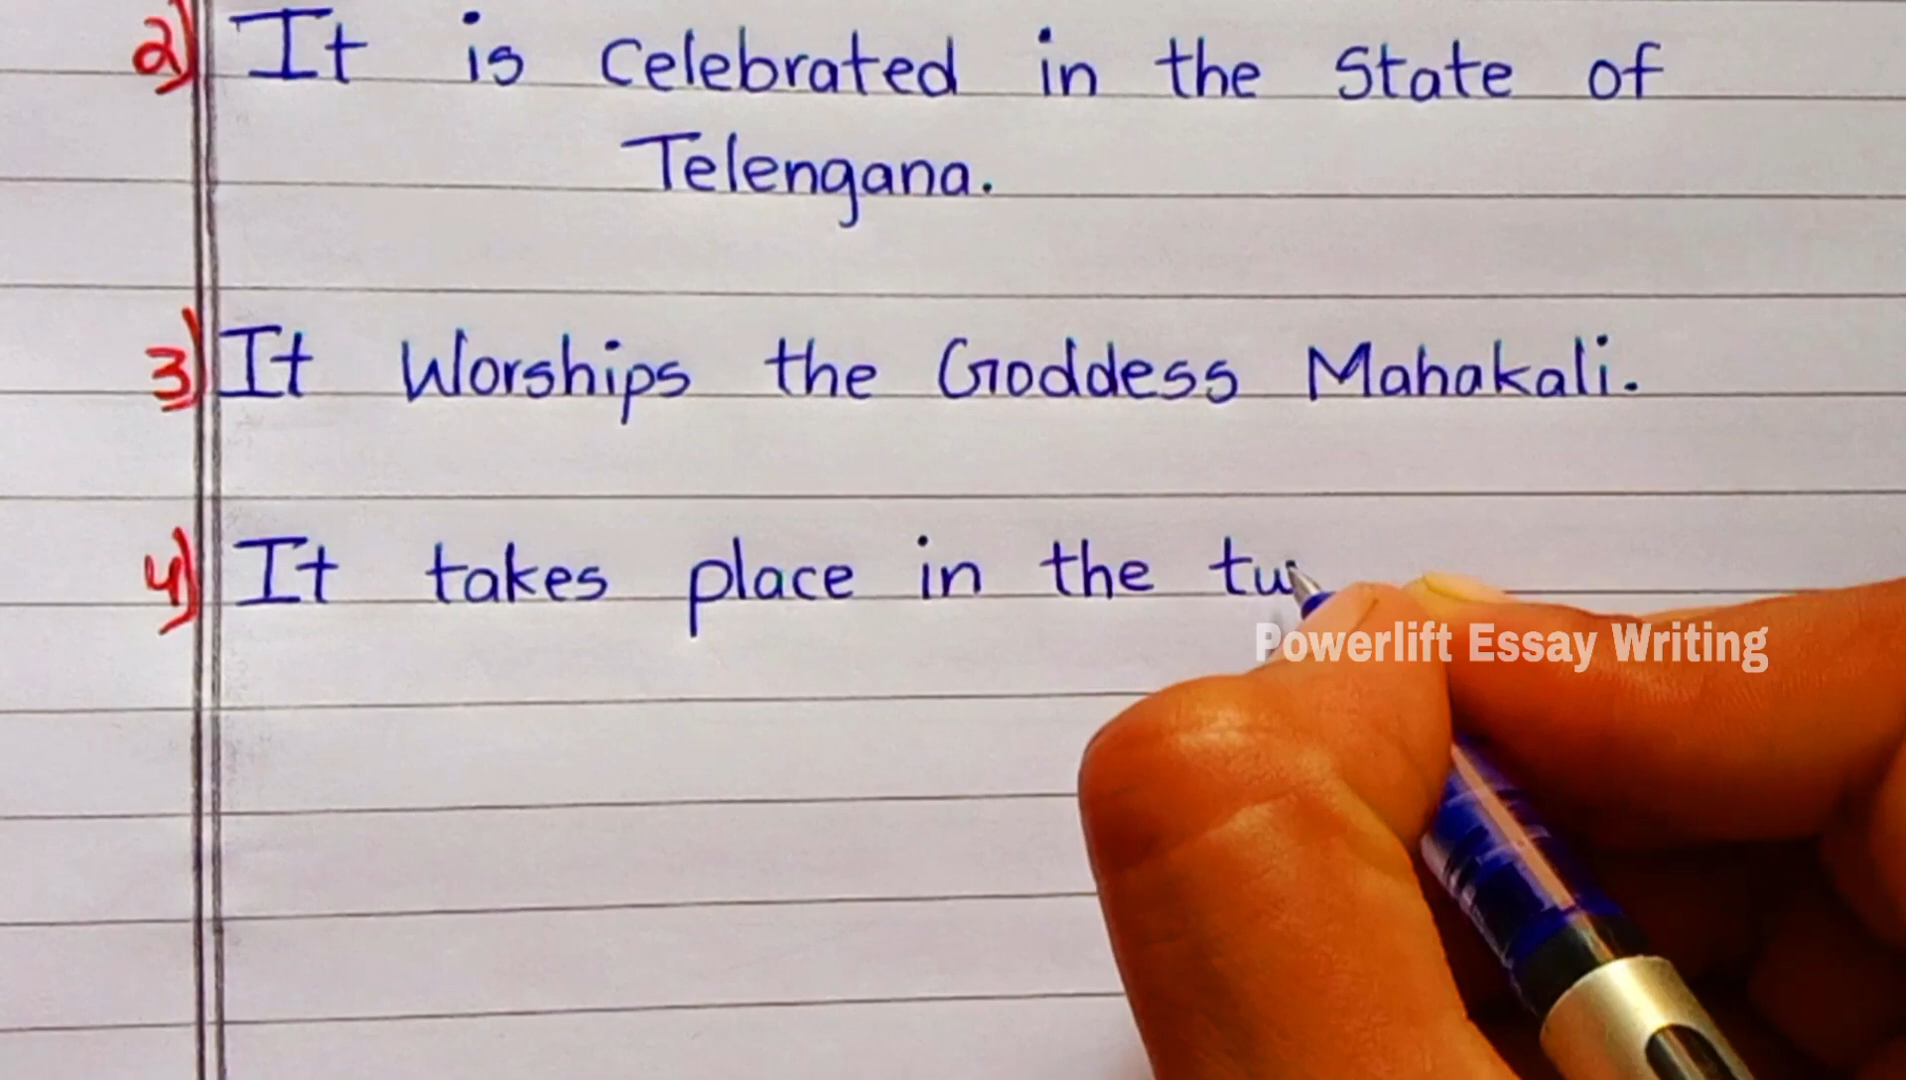 2) It is celebrated in the State of
Telengana.
3) It Worships the Goddess Mahakali.
4) It takes place in the
Powerlift Essay Writing